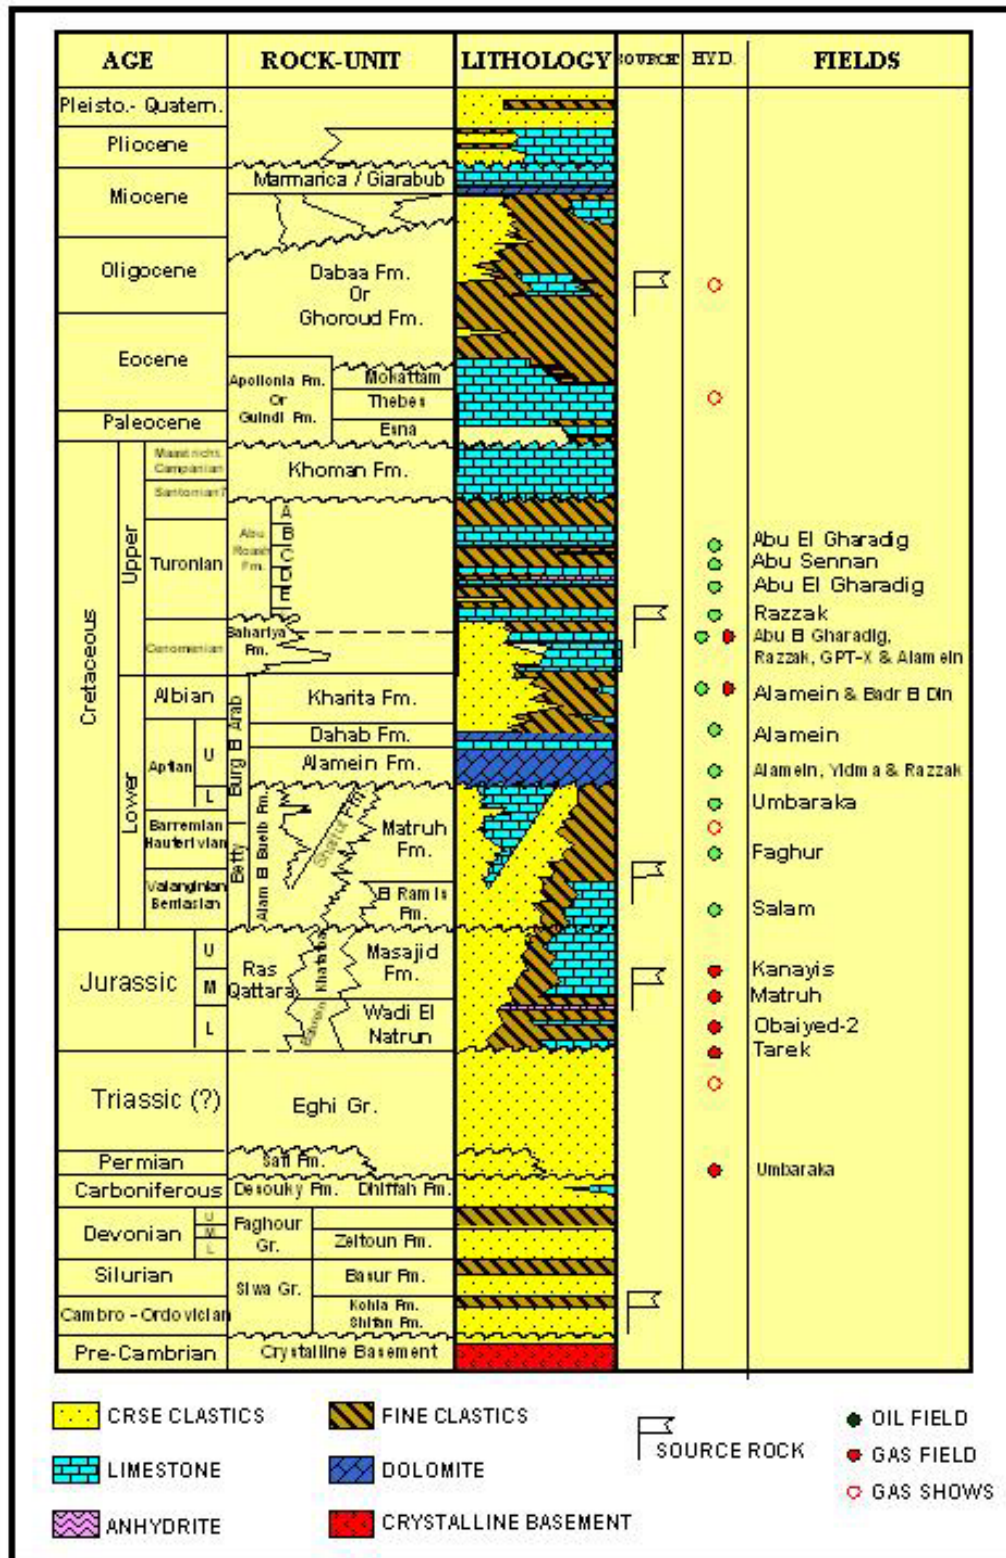 AGE ROCK-UNIT LITHOLOGY SOURCE HYD. FIELDS
Pleisto.- Quatern.
Pliocene
Miocene
Marmarica / Giarabub
Oligocene
Dabaa Fm.
Or
Ghoroud Fm.
Eocene
Apollonia Fm.
Or
Guindi Fm.
Mokattam
Thebes
Esna
Paleocene
Cretaceous
Upper
Maastricht.
Campanian
Khoman Fm.
Santonian?
Abu
Roash
Fm.
A
B
C
D
E
Turonian
Abu El Gharadig
Abu Sennan
Abu El Gharadig
Razzak
Cenomanian
Bahariya
Fm.
Abu El Gharadig,
Razzak, GPT-X & Alamein
Lower
Albian
Burg El Arab
Kharita Fm.
Alamein & Badr El Din
Aptian
U
L
Dahab Fm.
Alamein
Alamein Fm.
Alamein, Yidma & Razzak
Umbaraka
Barremian
Hauterivian
Betty
Alam El Bueib Fm.
Matruh
Fm.
Faghur
Valanginian
Berriasian
El Ramis
Fm.
Salam
Jurassic
U
M
L
Ras
Qattara
Khatatba
Masajid
Fm.
Kanayis
Matruh
Bahrein
Wadi El
Natrun
Obaiyed-2
Tarek
Triassic (?)
Eghi Gr.
Permian
Safi Fm.
Umbaraka
Carboniferous
Desouky Fm. Dhiffah Fm.
Devonian
U
M
L
Faghour
Gr.
Zeitoun Fm.
Silurian
Siwa Gr.
Basur Fm.
Cambro - Ordovician
Kohla Fm.
Shifan Fm.
Pre-Cambrian
Crystalline Basement
CRSE CLASTICS
FINE CLASTICS
SOURCE ROCK
OIL FIELD
LIMESTONE
DOLOMITE
GAS FIELD
ANHYDRITE
CRYSTALLINE BASEMENT
GAS SHOWS